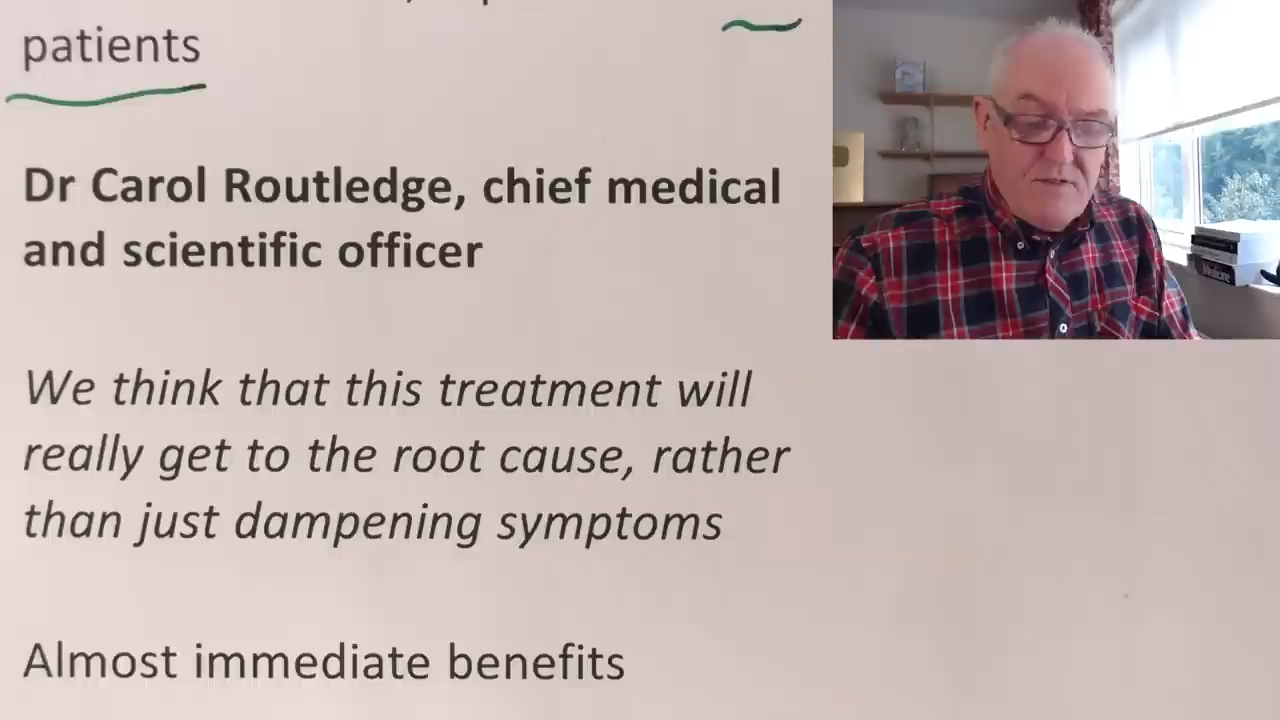 patients
Dr Carol Routledge, chief medical
and scientific officer
We think that this treatment will
really get to the root cause, rather
than just dampening symptoms
Almost immediate benefits
Medicine